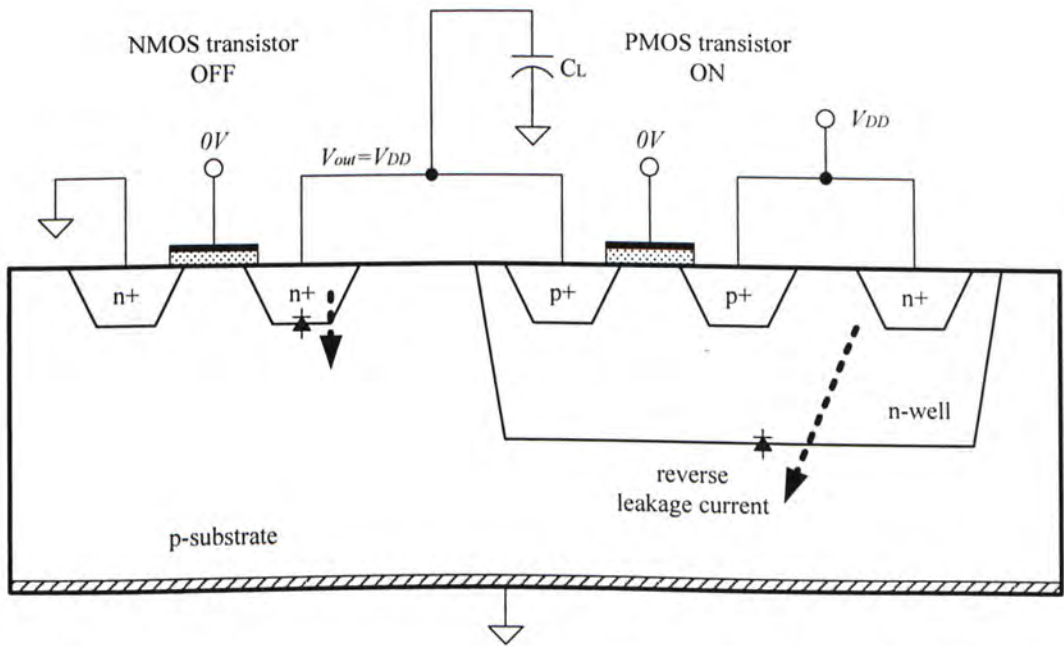 NMOS transistor
OFF
PMOS transistor
ON
CL
VDD
0V
Vout=VDD
0V
n+
n+
p+
p+
n+
n-well
reverse
leakage current
p-substrate